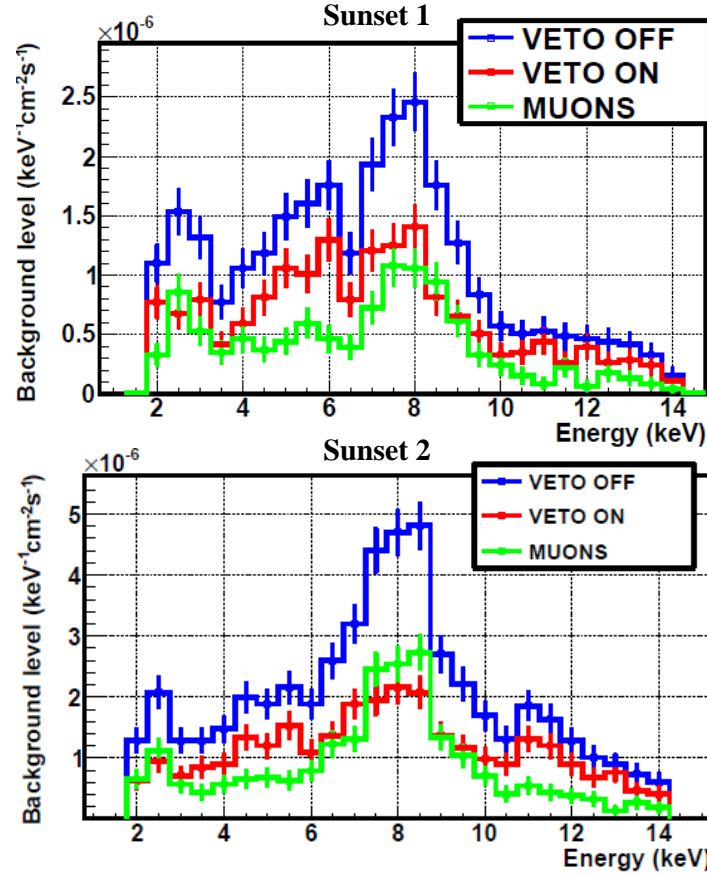 Sunset 1
×10⁻⁶
VETO OFF
VETO ON
MUONS
Background level (keV⁻¹cm⁻²s⁻¹)
2.5
2
1.5
1
0.5
0
2 4 6 8 10 12 14
Energy (keV)
Sunset 2
×10⁻⁶
VETO OFF
VETO ON
MUONS
Background level (keV⁻¹cm⁻²s⁻¹)
5
4
3
2
1
2 4 6 8 10 12 14
Energy (keV)